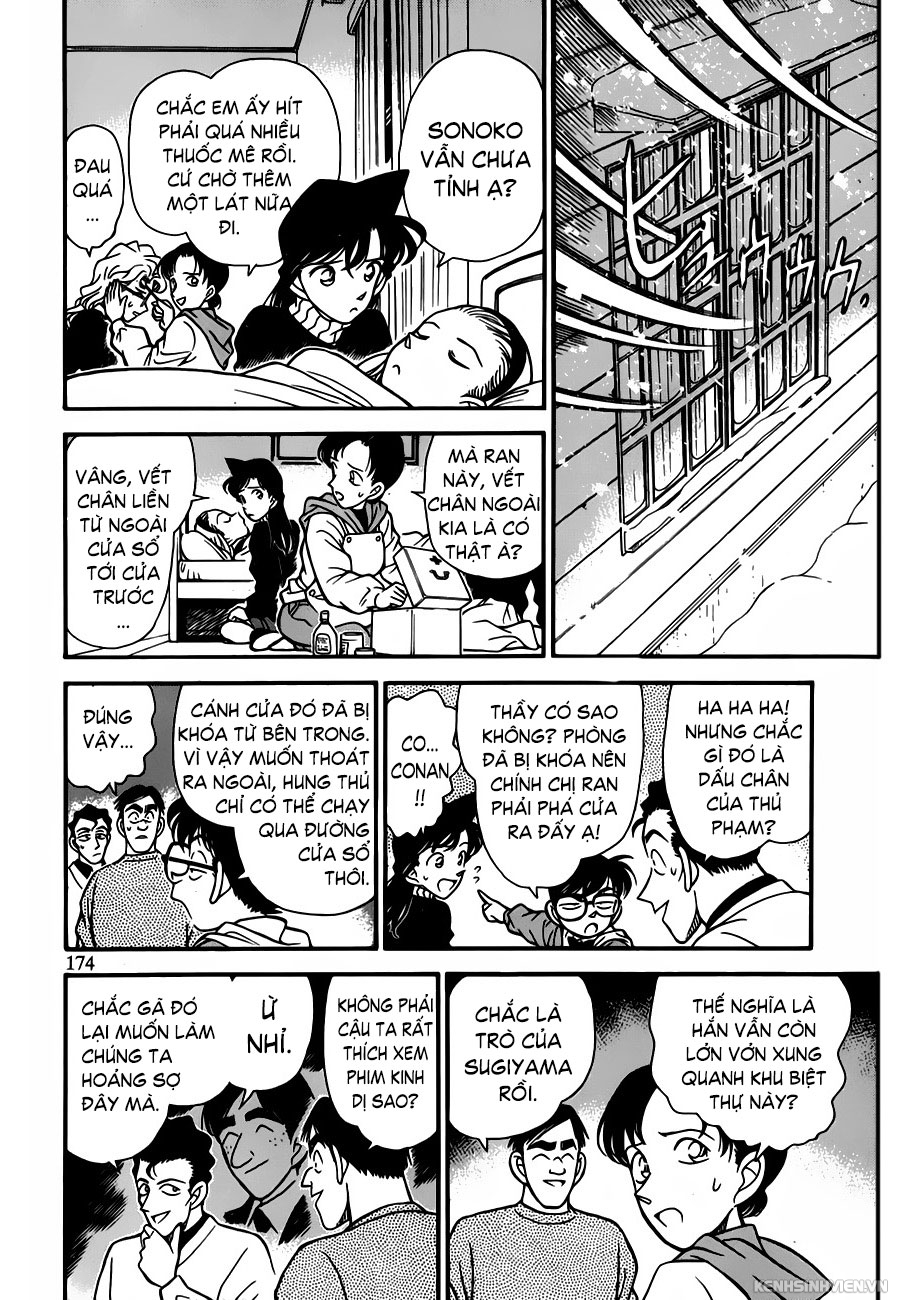 ヒュウウウ
SONOKO
VẪN CHƯA
TỈNH Ạ?
CHẮC EM ẤY HÍT
PHẢI QUÁ NHIỀU
THUỐC MÊ RỒI.
CỨ CHỜ THÊM
MỘT LÁT NỮA
ĐI.
ĐAU
QUÁ
...
MÀ RAN
NÀY, VẾT
CHÂN NGOÀI
KIA LÀ CÓ
THẬT À?
VÂNG, VẾT
CHÂN LIỀN
TỪ NGOÀI
CỬA SỔ
TỚI CỬA
TRƯỚC
...
HA HA HA!
NHƯNG CHẮC
GÌ ĐÓ LÀ
DẤU CHÂN
CỦA THỦ
PHẠM?
THẦY CÓ SAO
KHÔNG? PHÒNG
ĐÃ BỊ KHÓA NÊN
CHÍNH CHỊ RAN
PHẢI PHÁ CỬA
RA ĐẤY Ạ!
CO...
CONAN
!!
CÁNH CỬA ĐÓ ĐÃ BỊ
KHÓA TỪ BÊN TRONG.
VÌ VẬY MUỐN THOÁT
RA NGOÀI, HUNG THỦ
CHỈ CÓ THỂ CHẠY
QUA ĐƯỜNG
CỬA SỔ
THÔI.
ĐÚNG
VẬY...
174
THẾ NGHĨA LÀ
HẮN VẪN CÒN
LỚN VỞN XUNG
QUANH KHU BIỆT
THỰ NÀY?
CHẮC LÀ
TRÒ CỦA
SUGIYAMA
RỒI.
KHÔNG PHẢI
CẬU TA RẤT
THÍCH XEM
PHIM KINH
DỊ SAO?
Ừ
NHỈ.
CHẮC GÃ ĐÓ
LẠI MUỐN LÀM
CHÚNG TA
HOẢNG SỢ
ĐÂY MÀ.
KENHSINHVIEN.VN